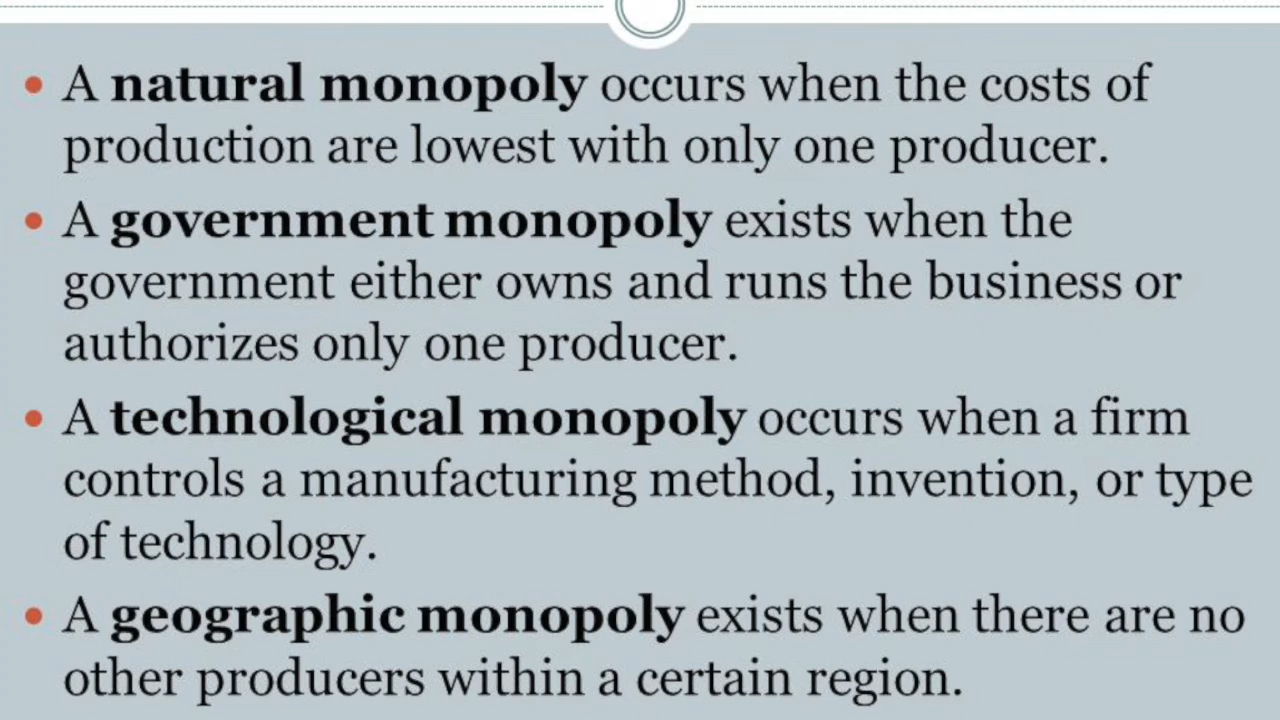 • A natural monopoly occurs when the costs of
production are lowest with only one producer.
• A government monopoly exists when the
government either owns and runs the business or
authorizes only one producer.
• A technological monopoly occurs when a firm
controls a manufacturing method, invention, or type
of technology.
• A geographic monopoly exists when there are no
other producers within a certain region.